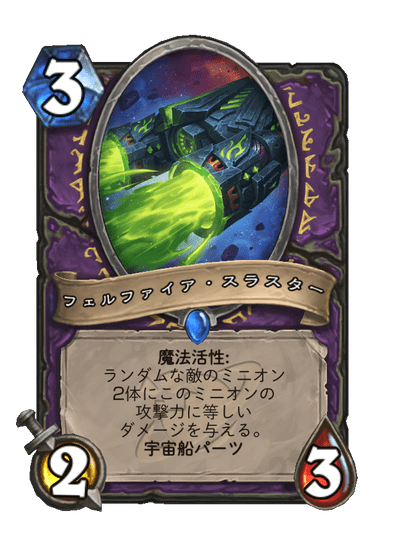 3
フェルファイア・スラスター
魔法活性:
ランダムな敵のミニオン
2体にこのミニオンの
攻撃力に等しい
ダメージを与える。
宇宙船パーツ
2
3